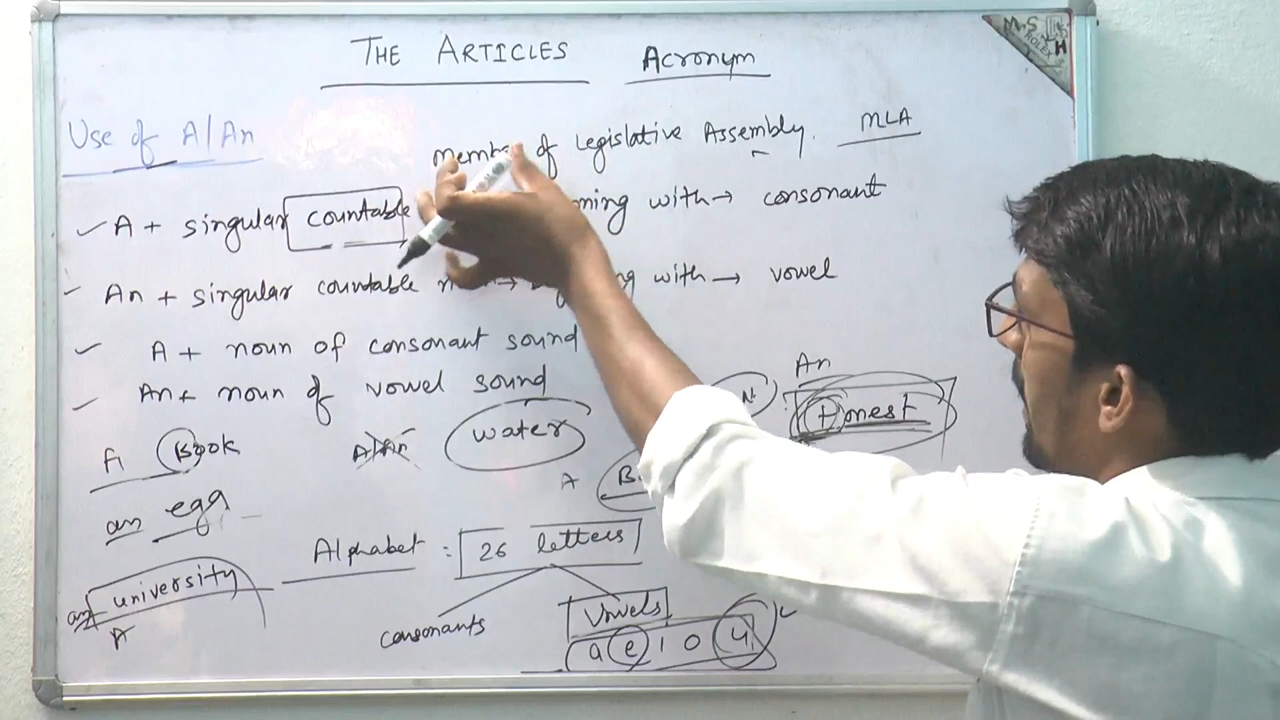 THE ARTICLES Acronym
Use of A/An
of Legislative Assembly. MLA
A + singular countable with → consonant
An + singular countable with → vowel
A + noun of consonant sound
An + noun of vowel sound
An
Honest
A Book A/An water
A
an egg
Alphabet = 26 letters
an university
A
consonants Vowels
a e i o u